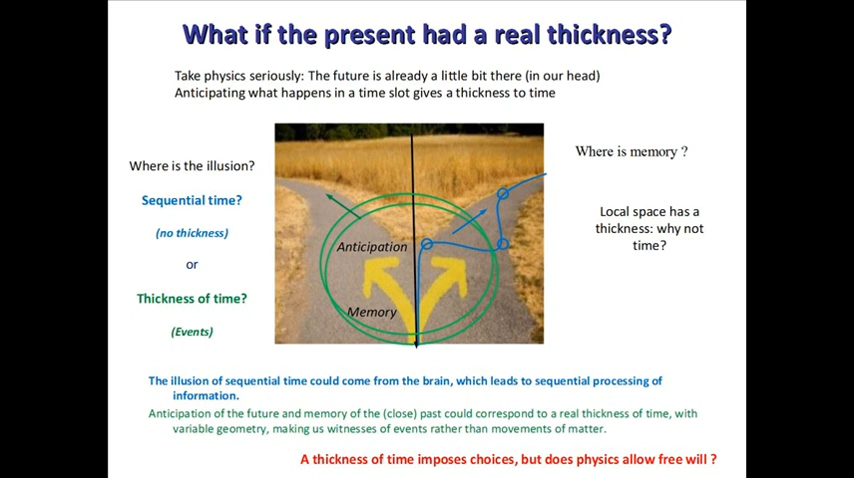 What if the present had a real thickness?
Take physics seriously: The future is already a little bit there (in our head)
Anticipating what happens in a time slot gives a thickness to time
Where is the illusion?
Sequential time?
(no thickness)
or
Thickness of time?
(Events)
Anticipation
Memory
Where is memory ?
Local space has a
thickness: why not
time?
The illusion of sequential time could come from the brain, which leads to sequential processing of
information.
Anticipation of the future and memory of the (close) past could correspond to a real thickness of time, with
variable geometry, making us witnesses of events rather than movements of matter.
A thickness of time imposes choices, but does physics allow free will ?